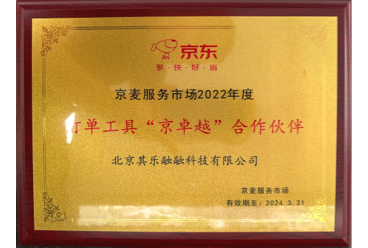 京东
多·快·好·省
京麦服务市场2022年度
打单工具“京卓越”合作伙伴
北京其乐融融科技有限公司
京麦服务市场
有效期至：2024.3.31